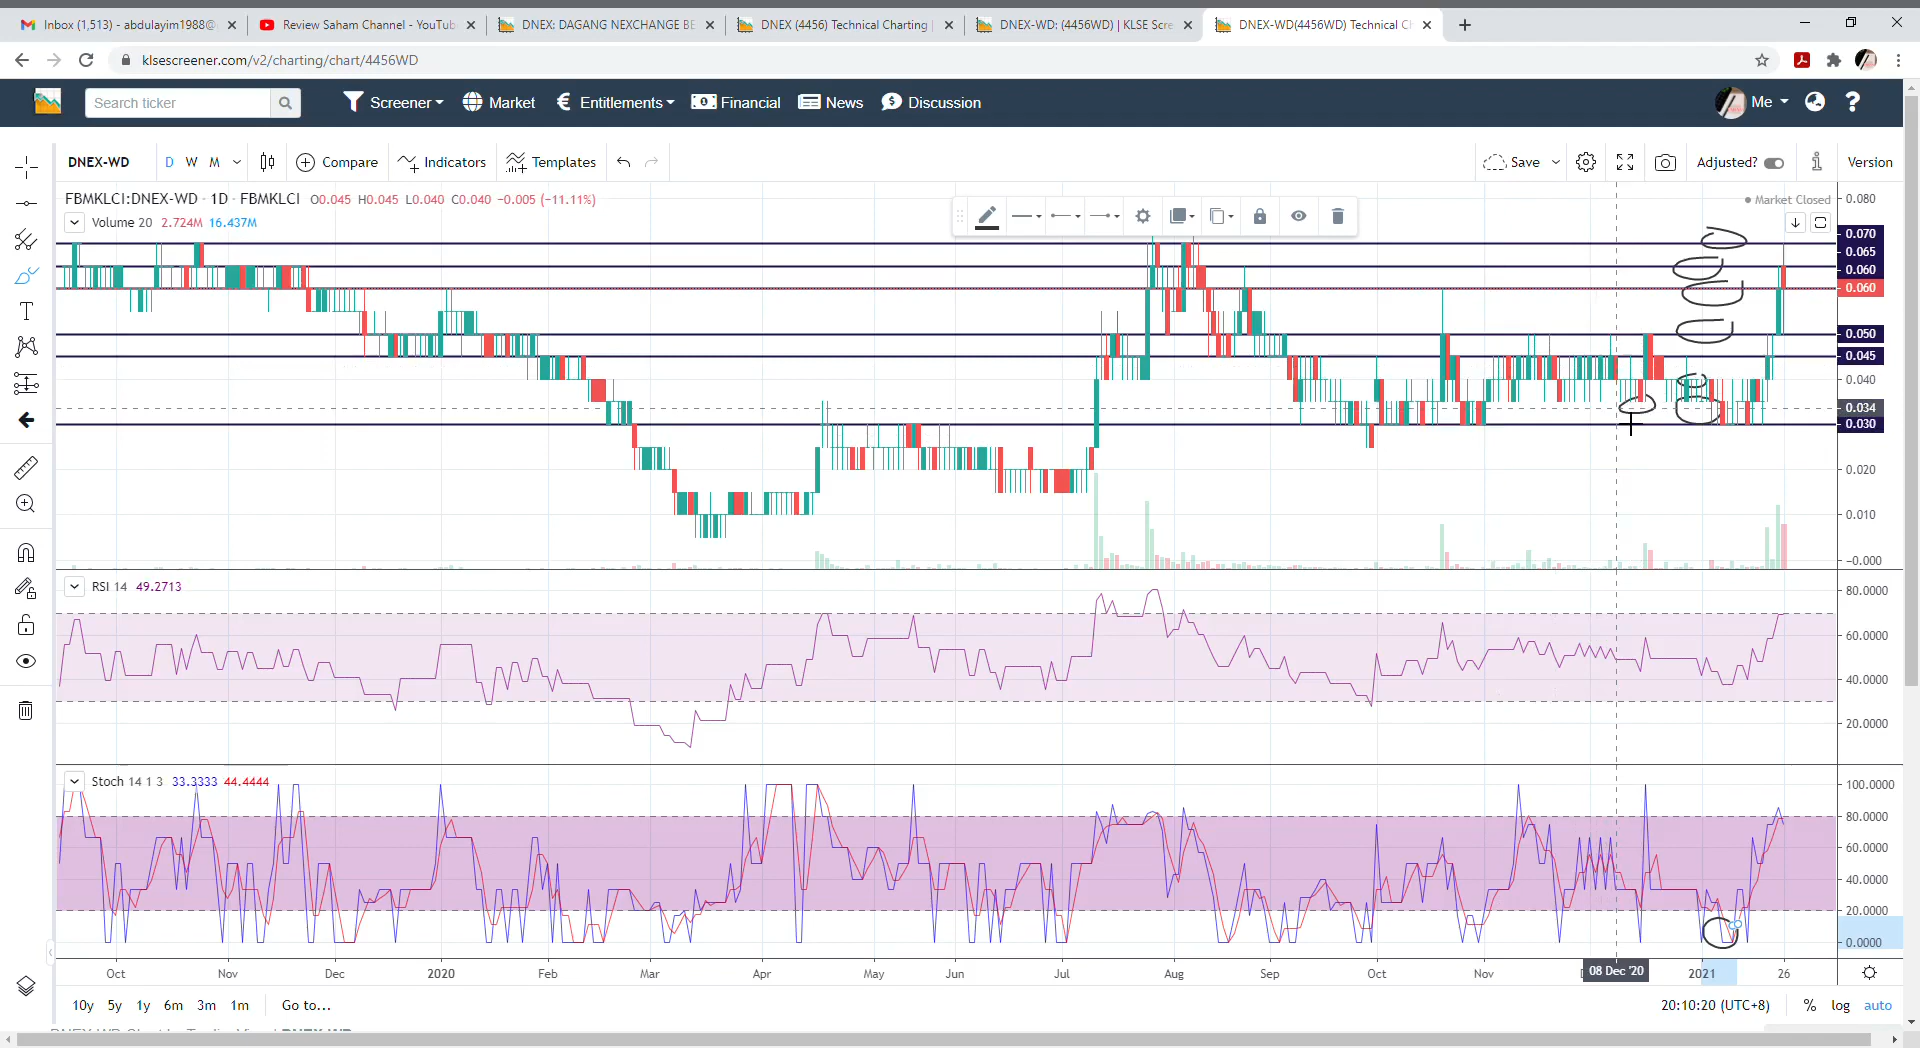 Inbox (1,513) - abdulayim1988@
Review Saham Channel - YouTub
DNEX: DAGANG NEXCHANGE BE
DNEX (4456) Technical Charting |
DNEX-WD: (4456WD) | KLSE Scre
DNEX-WD(4456WD) Technical C
klsescreener.com/v2/charting/chart/4456WD
Search ticker
Screener
Market
Entitlements
Financial
News
Discussion
Me
DNEX-WD
D
W
M
Compare
Indicators
Templates
Save
Adjusted?
Version
FBMKLCI:DNEX-WD · 1D · FBMKLCI O0.045 H0.045 L0.040 C0.040 −0.005 (−11.11%)
Market Closed
Volume 20 2.724M 16.437M
0.080
0.070
0.065
0.060
0.060
0.050
0.045
0.040
0.034
0.030
0.020
0.010
−0.000
RSI 14 49.2713
80.0000
60.0000
40.0000
20.0000
Stoch 14 1 3 33.3333 44.4444
100.0000
80.0000
60.0000
40.0000
20.0000
0.0000
Oct
Nov
Dec
2020
Feb
Mar
Apr
May
Jun
Jul
Aug
Sep
Oct
Nov
08 Dec '20
2021
26
10y
5y
1y
6m
3m
1m
Go to...
20:10:20 (UTC+8)
%
log
auto